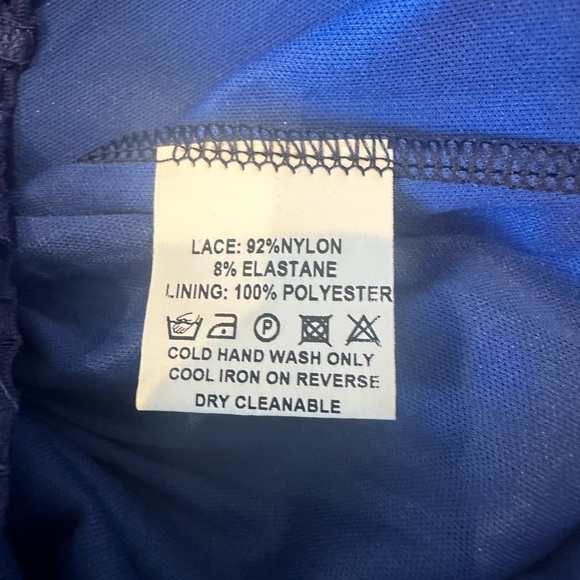 LACE: 92%NYLON
8% ELASTANE
LINING: 100% POLYESTER
P
COLD HAND WASH ONLY
COOL IRON ON REVERSE
DRY CLEANABLE